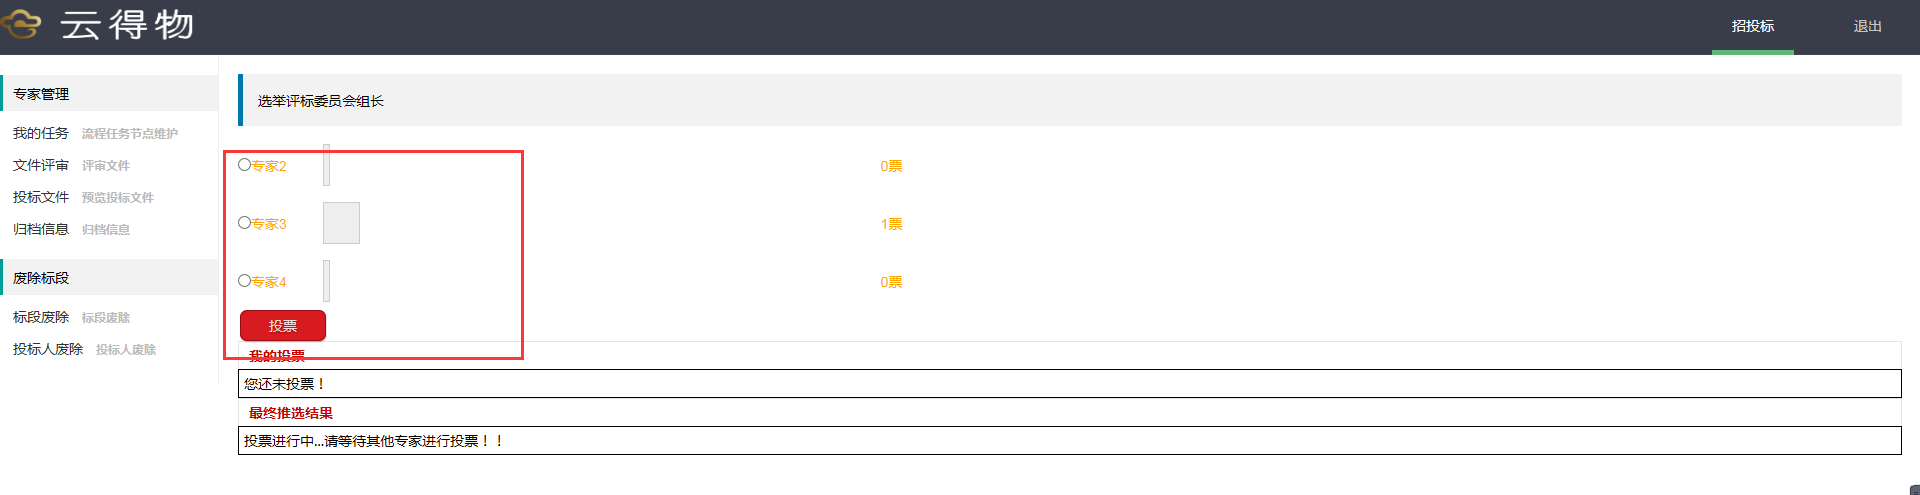 云得物
招投标 退出
专家管理
我的任务 流程任务节点维护
文件评审 评审文件
投标文件 预览投标文件
归档信息 归档信息
废除标段
标段废除 标段废除
投标人废除 投标人废除
选举评标委员会组长
专家2 0票
专家3 1票
专家4 0票
投票
我的投票
您还未投票！
最终推选结果
投票进行中...请等待其他专家进行投票！！